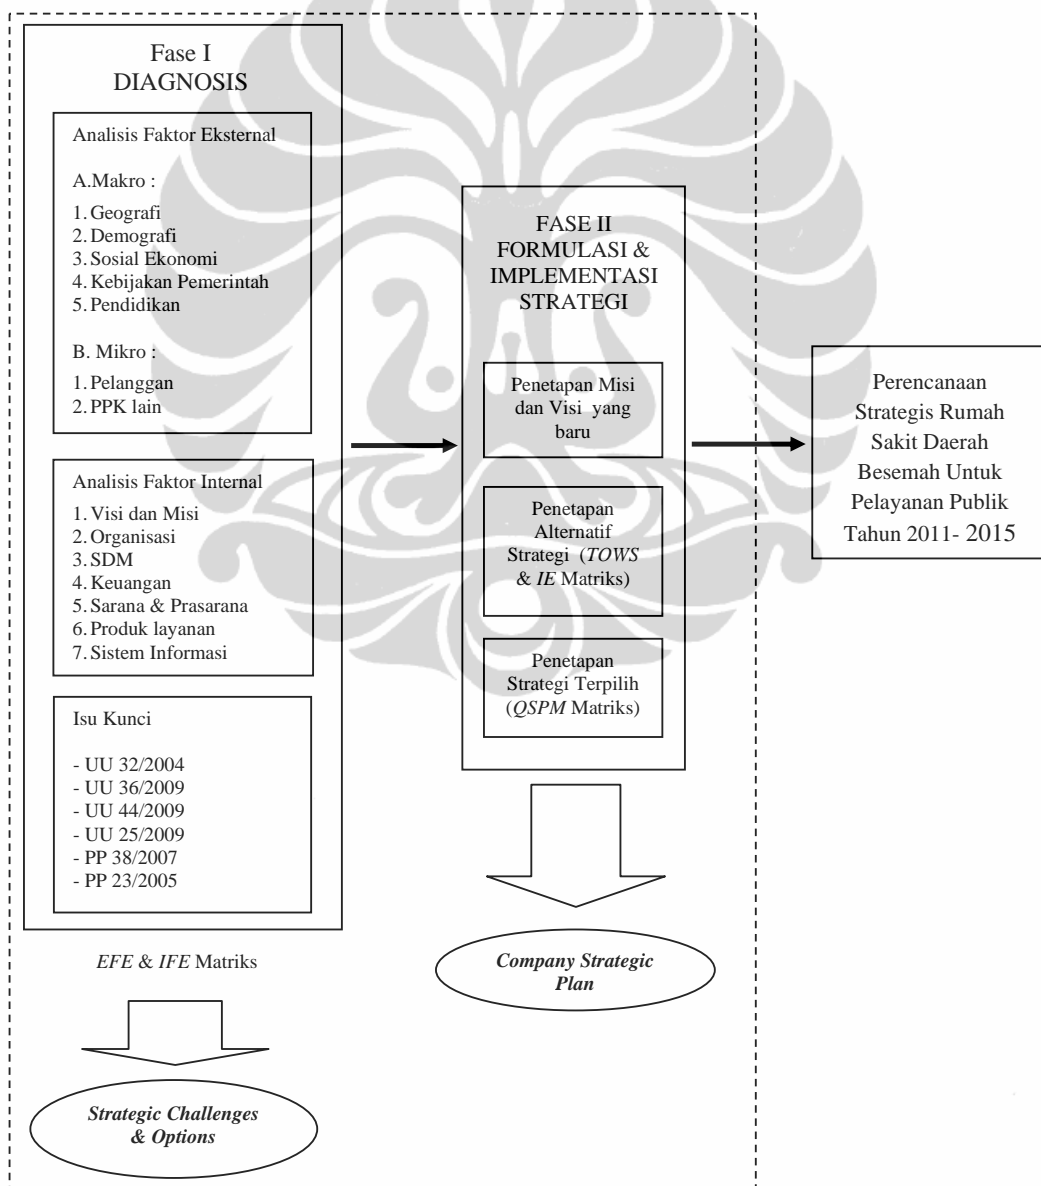 Fase I
DIAGNOSIS
Analisis Faktor Eksternal
A.Makro :
1. Geografi
2. Demografi
3. Sosial Ekonomi
4. Kebijakan Pemerintah
5. Pendidikan
B. Mikro :
1. Pelanggan
2. PPK lain
Analisis Faktor Internal
1. Visi dan Misi
2. Organisasi
3. SDM
4. Keuangan
5. Sarana & Prasarana
6. Produk layanan
7. Sistem Informasi
Isu Kunci
- UU 32/2004
- UU 36/2009
- UU 44/2009
- UU 25/2009
- PP 38/2007
- PP 23/2005
EFE & IFE Matriks
Strategic Challenges
& Options
FASE II
FORMULASI &
IMPLEMENTASI
STRATEGI
Penetapan Misi
dan Visi yang
baru
Penetapan
Alternatif
Strategi (TOWS
& IE Matriks)
Penetapan
Strategi Terpilih
(QSPM Matriks)
Company Strategic
Plan
Perencanaan
Strategis Rumah
Sakit Daerah
Besemah Untuk
Pelayanan Publik
Tahun 2011- 2015